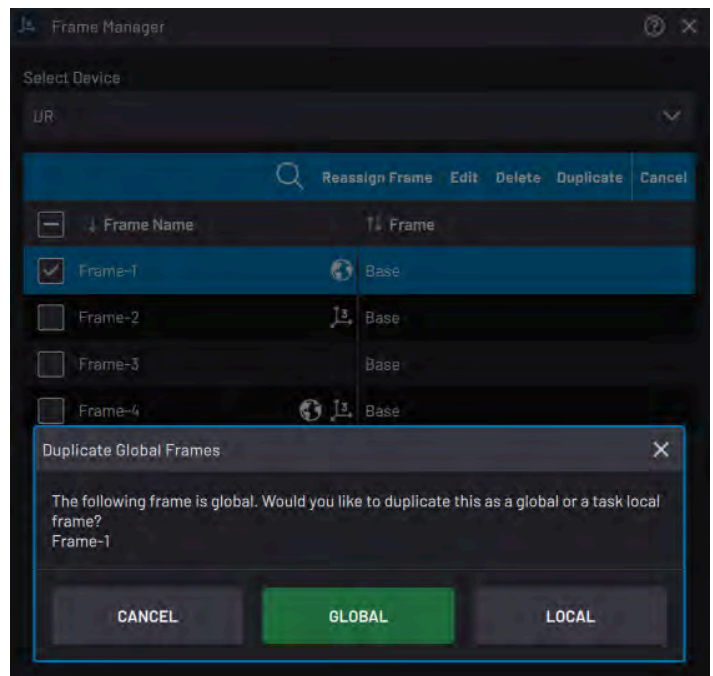 Frame Manager
Select Device
UR
Reassign Frame Edit Delete Duplicate Cancel
Frame Name Frame
Frame-1 Base
Frame-2 3 Base
Frame-3 Base
Frame-4 3 Base
Duplicate Global Frames
The following frame is global. Would you like to duplicate this as a global or a task local
frame?
Frame-1
CANCEL GLOBAL LOCAL